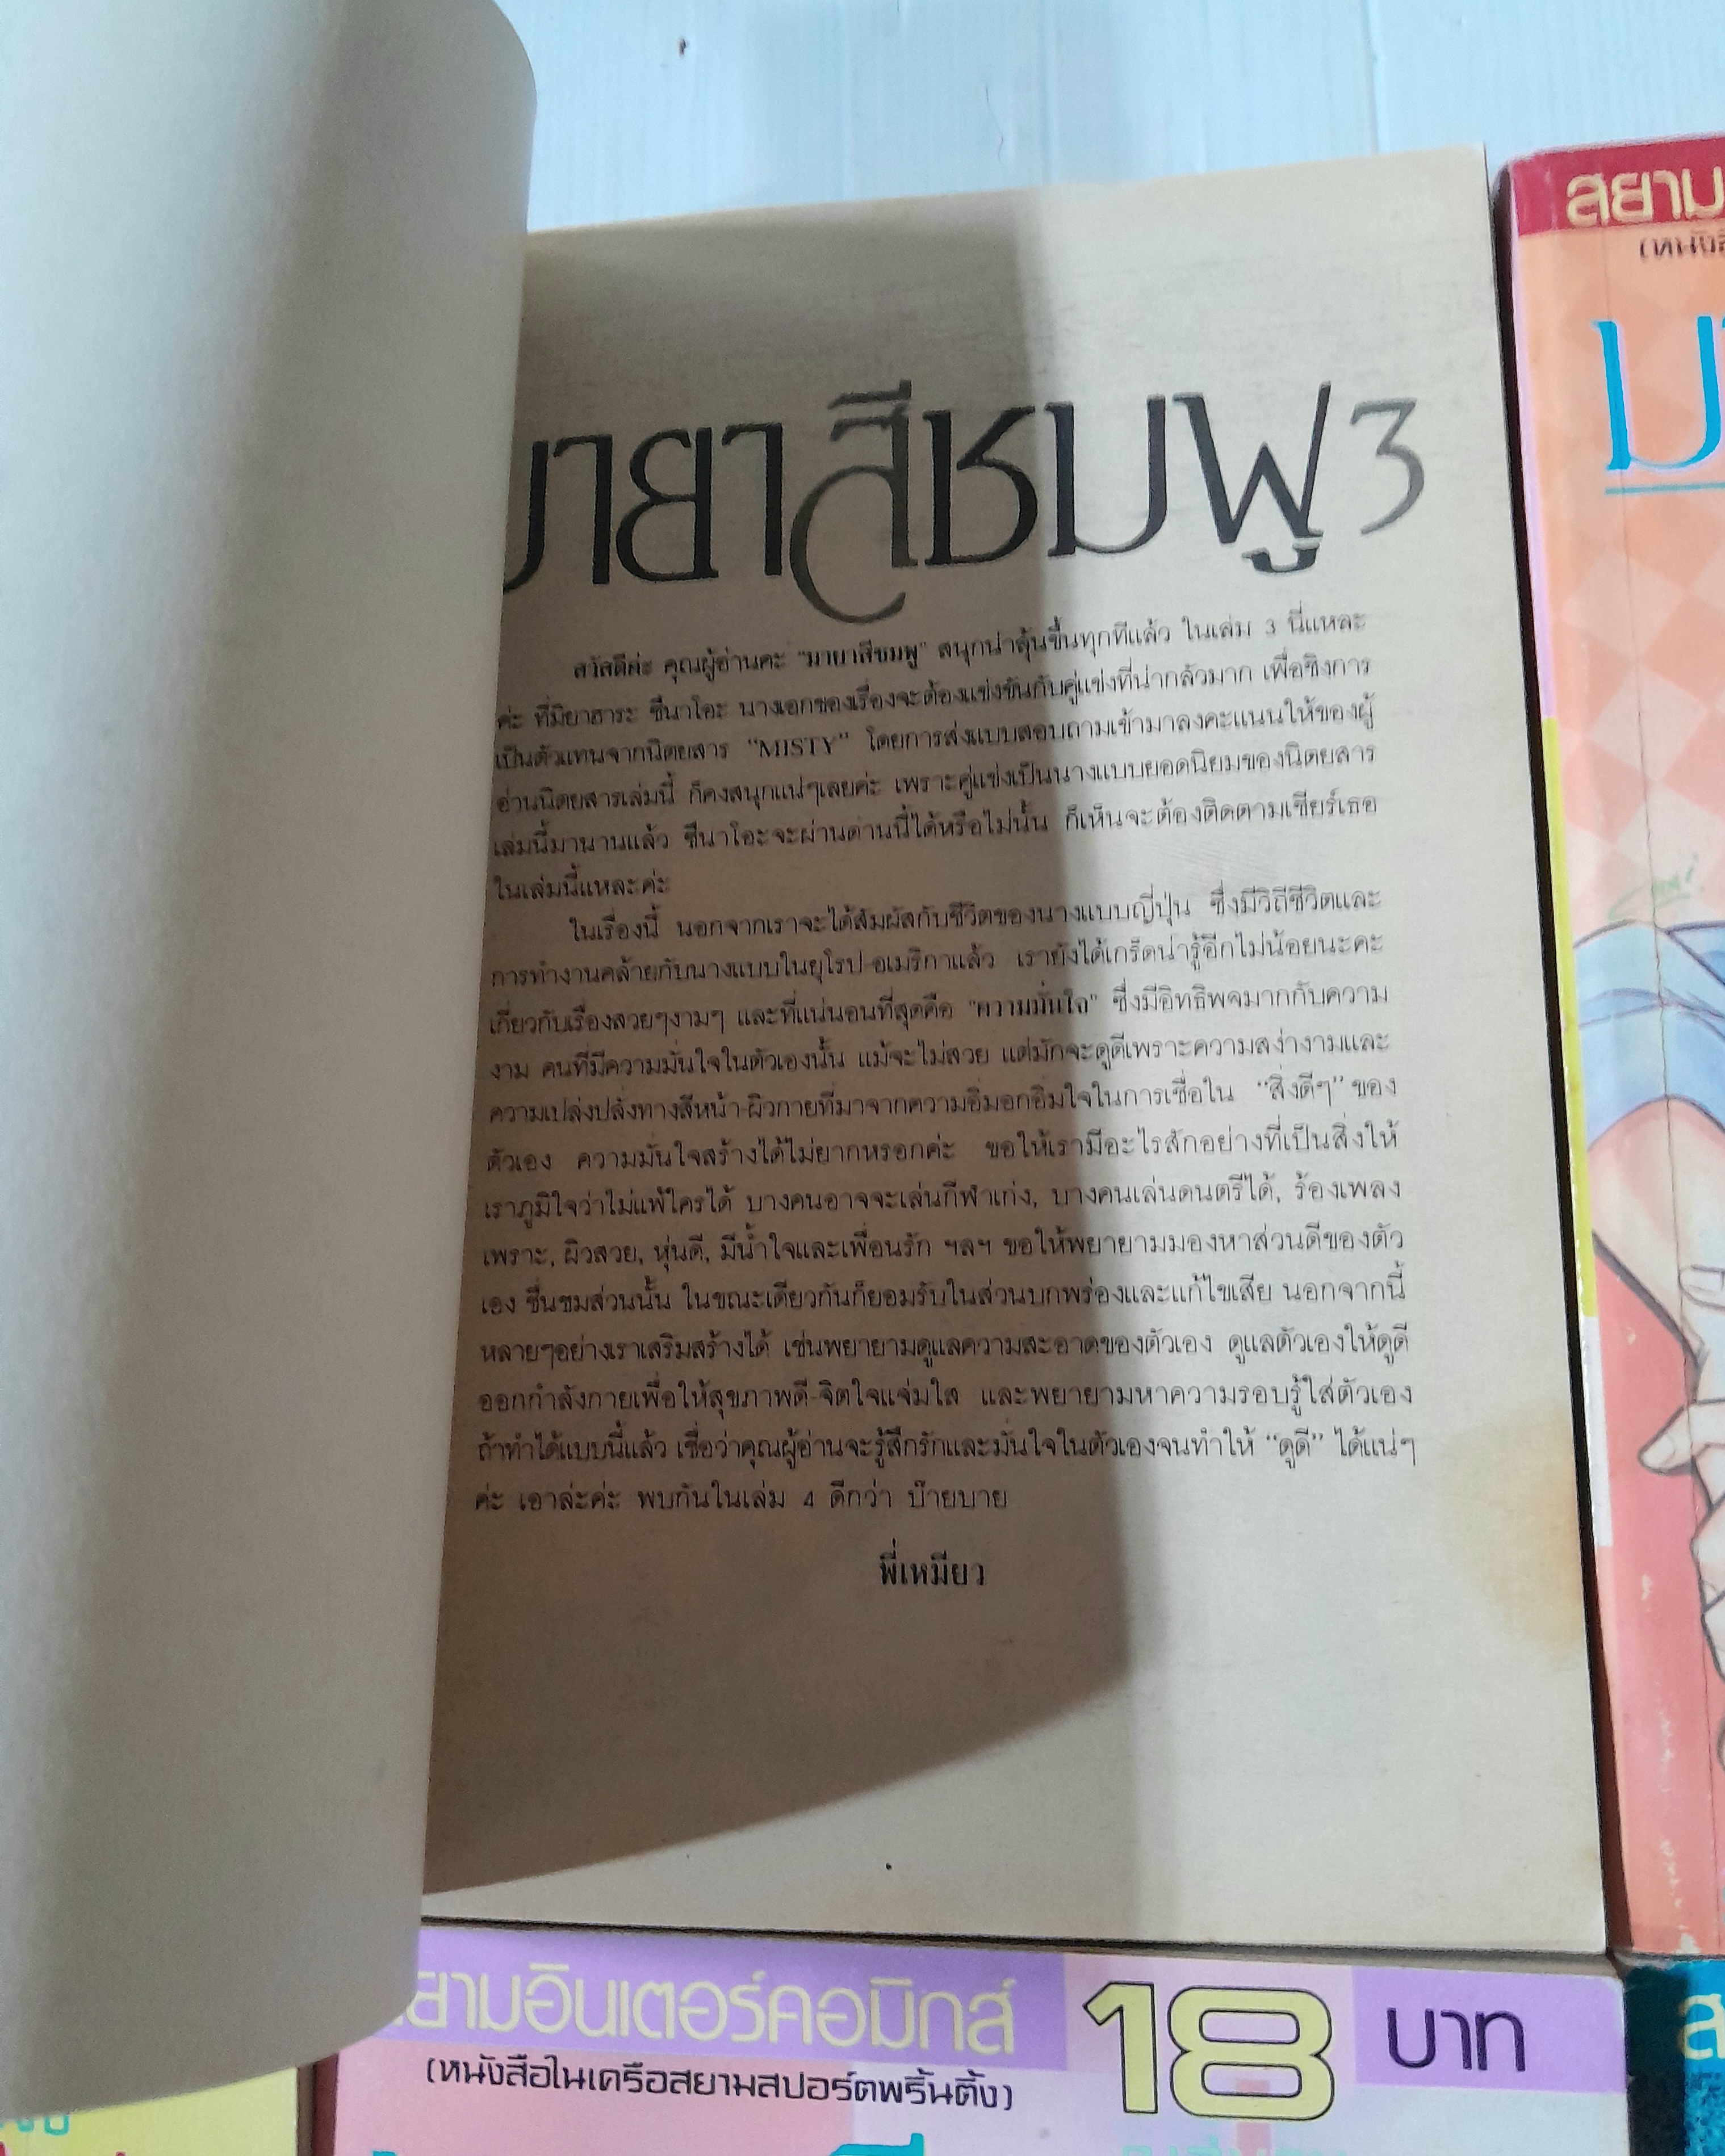 มายาสีชมพู 3
สวัสดีค่ะ คุณผู้อ่านคะ "มายาสีชมพู" สนุกน่าลุ้นขึ้นทุกทีแล้ว ในเล่ม 3 นี่แหละ
ค่ะ ที่มิยาฮาระ ชีนาโอะ นางเอกของเรื่องจะต้องแข่งขันกับคู่แข่งที่น่ากลัวมาก เพื่อชิงการ
เป็นตัวแทนจากนิตยสาร "MISTY" โดยการส่งแบบสอบถามเข้ามาลงคะแนนให้ของผู้
อ่านนิตยสารเล่มนี้ ก็คงสนุกแน่ๆเลยค่ะ เพราะคู่แข่งเป็นนางแบบยอดนิยมของนิตยสาร
เล่มนี้มานานแล้ว ชีนาโอะจะผ่านด่านนี้ได้หรือไม่นั้น ก็เห็นจะต้องติดตามเชียร์เธอ
ในเล่มนี้แหละค่ะ
ในเรื่องนี้ นอกจากเราจะได้สัมผัสกับชีวิตของนางแบบญี่ปุ่น ซึ่งมีวิถีชีวิตและ
การทำงานคล้ายกับนางแบบในยุโรป-อเมริกาแล้ว เรายังได้เกร็ดน่ารู้อีกไม่น้อยนะคะ
เกี่ยวกับเรื่องสวยๆงามๆ และที่แน่นอนที่สุดคือ "ความมั่นใจ" ซึ่งมีอิทธิพจมากกับความ
งาม คนที่มีความมั่นใจในตัวเองนั้น แม้จะไม่สวย แต่มักจะดูดีเพราะความสง่างามและ
ความเปล่งปลั่งทางสีหน้า-ผิวกายที่มาจากความอิ่มอกอิ่มใจในการเชื่อใน "สิ่งดีๆ" ของ
ตัวเอง ความมั่นใจสร้างได้ไม่ยากหรอกค่ะ ขอให้เรามีอะไรสักอย่างที่เป็นสิ่งให้
เราภูมิใจว่าไม่แพ้ใครได้ บางคนอาจจะเล่นกีฬาเก่ง, บางคนเล่นดนตรีได้, ร้องเพลง
เพราะ, ผิวสวย, หุ่นดี, มีน้ำใจและเพื่อนรัก ฯลฯ ขอให้พยายามมองหาส่วนดีของตัว
เอง ชื่นชมส่วนนั้น ในขณะเดียวกันก็ยอมรับในส่วนบกพร่องและแก้ไขเสีย นอกจากนี้
หลายๆอย่างเราเสริมสร้างได้ เช่นพยายามดูแลความสะอาดของตัวเอง ดูแลตัวเองให้ดูดี
ออกกำลังกายเพื่อให้สุขภาพดี-จิตใจแจ่มใส และพยายามหาความรอบรู้ใส่ตัวเอง
ถ้าทำได้แบบนี้แล้ว เชื่อว่าคุณผู้อ่านจะรู้สึกรักและมั่นใจในตัวเองจนทำให้ "ดูดี" ได้แน่ๆ
ค่ะ เอาล่ะค่ะ พบกันในเล่ม 4 ดีกว่า บ๊ายบาย
พี่เหมียว
สยาม
สยามอินเตอร์คอมิกส์ 18 บาท
(หนังสือในเครือสยามสปอร์ตพริ้นติ้ง)